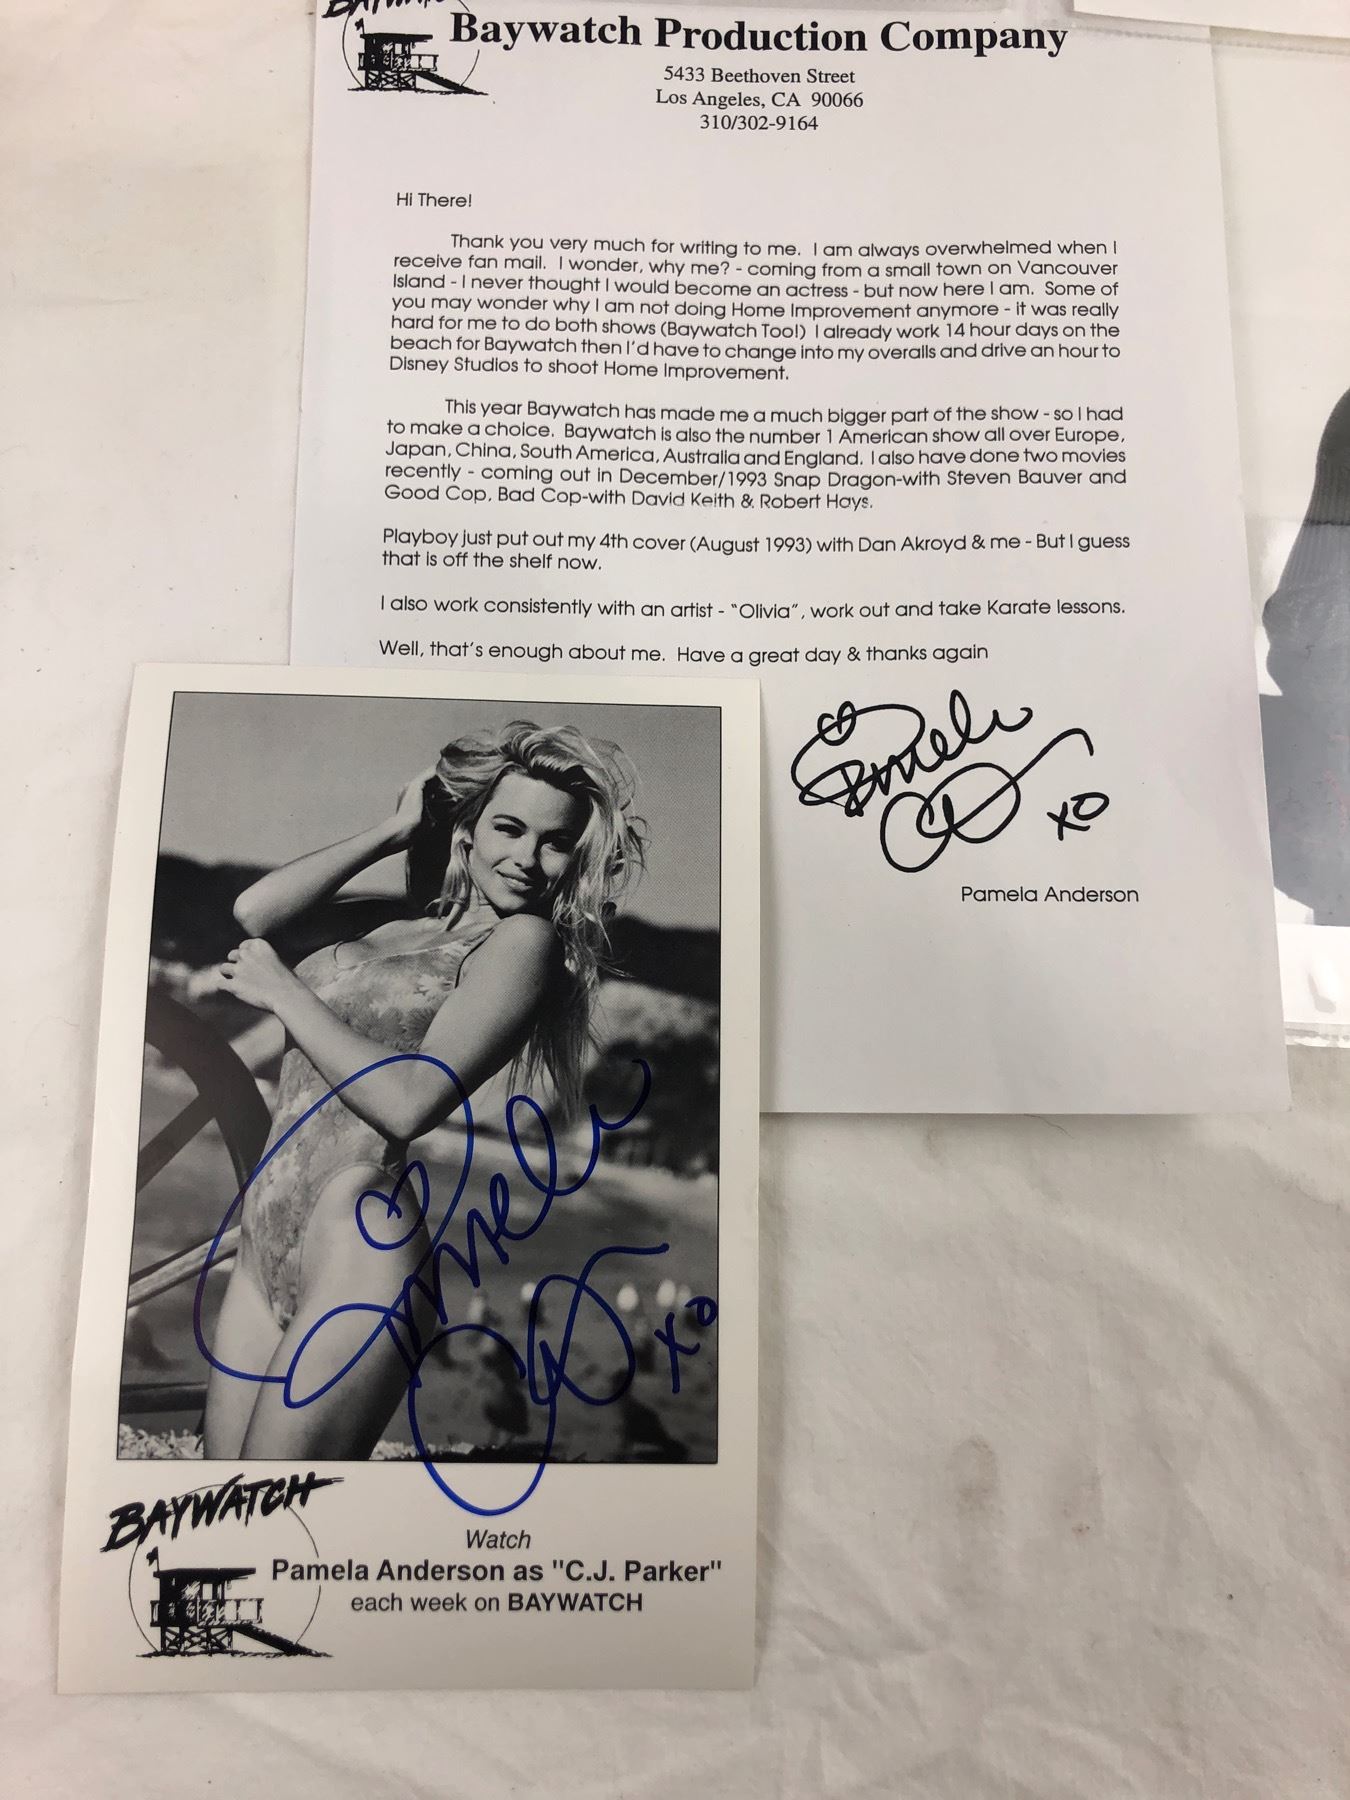 BAYWATCH
Baywatch Production Company
5433 Beethoven Street
Los Angeles, CA 90066
310/302-9164
Hi There!
Thank you very much for writing to me. I am always overwhelmed when I
receive fan mail. I wonder, why me? - coming from a small town on Vancouver
Island - I never thought I would become an actress - but now here I am. Some of
you may wonder why I am not doing Home Improvement anymore - it was really
hard for me to do both shows (Baywatch Too!) I already work 14 hour days on the
beach for Baywatch then I'd have to change into my overalls and drive an hour to
Disney Studios to shoot Home Improvement.
This year Baywatch has made me a much bigger part of the show - so I had
to make a choice. Baywatch is also the number 1 American show all over Europe,
Japan, China, South America, Australia and England. I also have done two movies
recently - coming out in December/1993 Snap Dragon-with Steven Bauver and
Good Cop, Bad Cop-with David Keith & Robert Hays.
Playboy just put out my 4th cover (August 1993) with Dan Akroyd & me - But I guess
that is off the shelf now.
I also work consistently with an artist - "Olivia", work out and take Karate lessons.
Well, that's enough about me. Have a great day & thanks again
Pamela
XO
Pamela Anderson
Pamela
XO
BAYWATCH
Watch
Pamela Anderson as "C.J. Parker"
each week on BAYWATCH